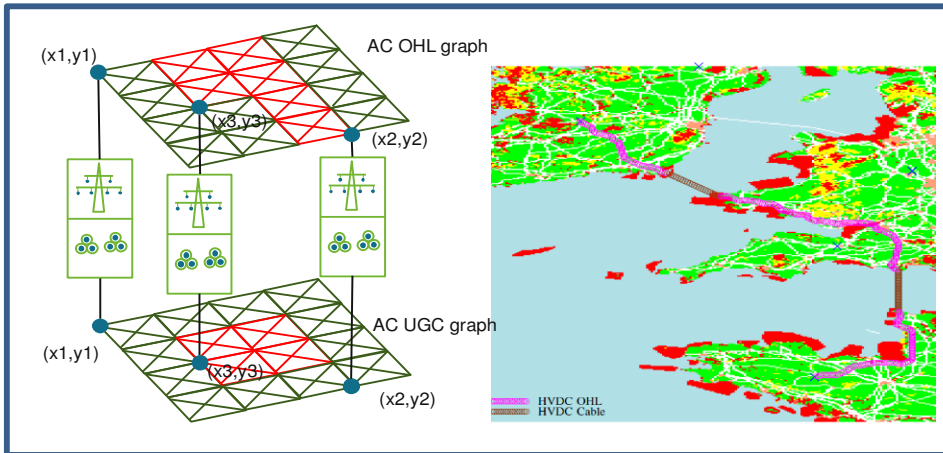 (x1,y1)
AC OHL graph
(x3,y3)
(x2,y2)
AC UGC graph
(x1,y1)
(x3,y3)
(x2,y2)
HVDC OHL
HVDC Cable